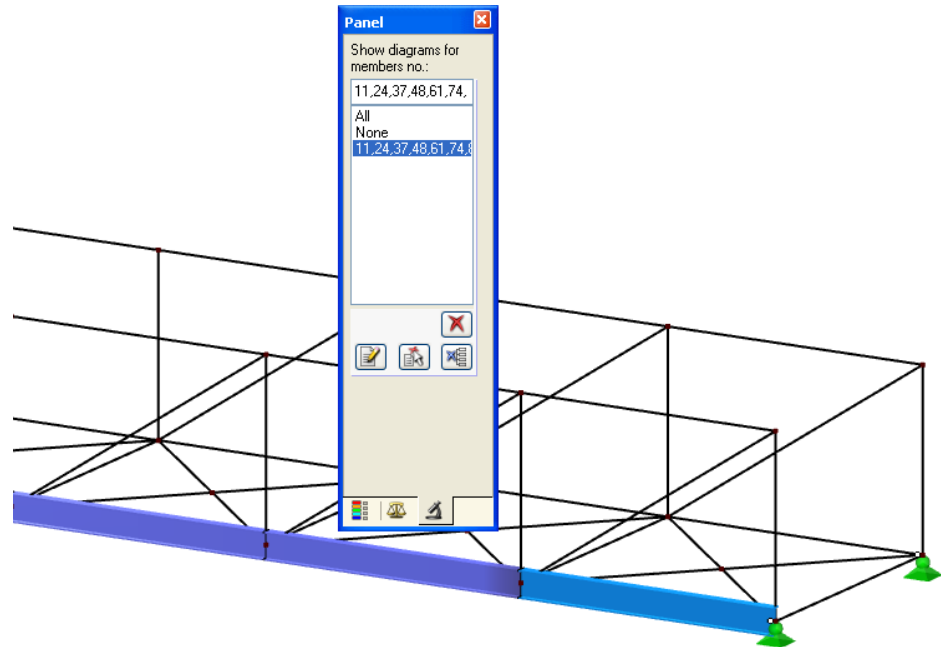 Panel
Show diagrams for
members no.:
11,24,37,48,61,74,
All
None
11,24,37,48,61,74,8